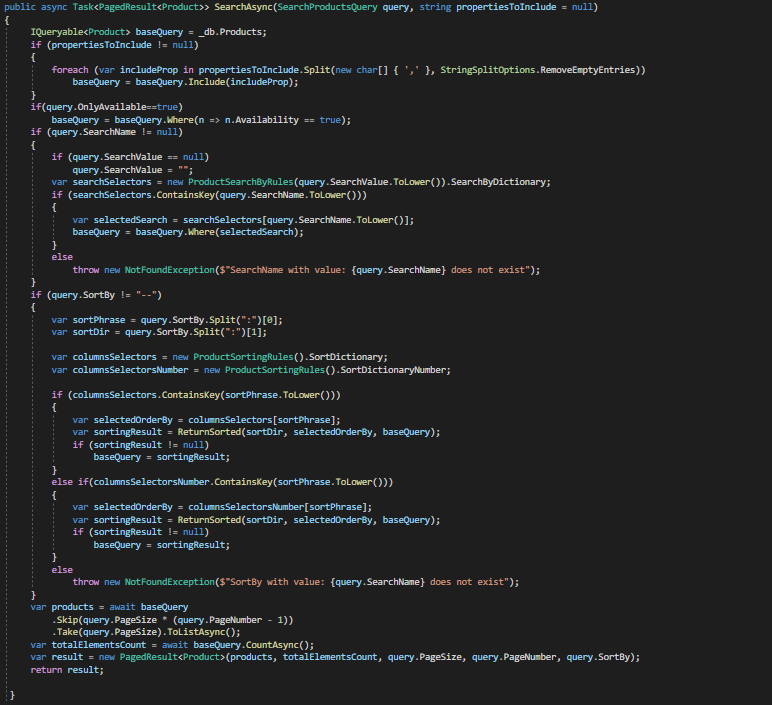 public async Task<PagedResult<Product>> SearchAsync(SearchProductsQuery query, string propertiesToInclude = null)
{
IQueryable<Product> baseQuery = _db.Products;
if (propertiesToInclude != null)
{
foreach (var includeProp in propertiesToInclude.Split(new char[] { ',' }, StringSplitOptions.RemoveEmptyEntries))
baseQuery = baseQuery.Include(includeProp);
}
if(query.OnlyAvailable==true)
baseQuery = baseQuery.Where(n => n.Availability == true);
if (query.SearchName != null)
{
if (query.SearchValue == null)
query.SearchValue = "";
var searchSelectors = new ProductSearchByRules(query.SearchValue.ToLower()).SearchByDictionary;
if (searchSelectors.ContainsKey(query.SearchName.ToLower()))
{
var selectedSearch = searchSelectors[query.SearchName.ToLower()];
baseQuery = baseQuery.Where(selectedSearch);
}
else
throw new NotFoundException($"SearchName with value: {query.SearchName} does not exist");
}
if (query.SortBy != "--")
{
var sortPhrase = query.SortBy.Split(":")[0];
var sortDir = query.SortBy.Split(":")[1];
var columnsSelectors = new ProductSortingRules().SortDictionary;
var columnsSelectorsNumber = new ProductSortingRules().SortDictionaryNumber;
if (columnsSelectors.ContainsKey(sortPhrase.ToLower()))
{
var selectedOrderBy = columnsSelectors[sortPhrase];
var sortingResult = ReturnSorted(sortDir, selectedOrderBy, baseQuery);
if (sortingResult != null)
baseQuery = sortingResult;
}
else if(columnsSelectorsNumber.ContainsKey(sortPhrase.ToLower()))
{
var selectedOrderBy = columnsSelectorsNumber[sortPhrase];
var sortingResult = ReturnSorted(sortDir, selectedOrderBy, baseQuery);
if (sortingResult != null)
baseQuery = sortingResult;
}
else
throw new NotFoundException($"SortBy with value: {query.SearchName} does not exist");
}
var products = await baseQuery
.Skip(query.PageSize * (query.PageNumber - 1))
.Take(query.PageSize).ToListAsync();
var totalElementsCount = await baseQuery.CountAsync();
var result = new PagedResult<Product>(products, totalElementsCount, query.PageSize, query.PageNumber, query.SortBy);
return result;
}